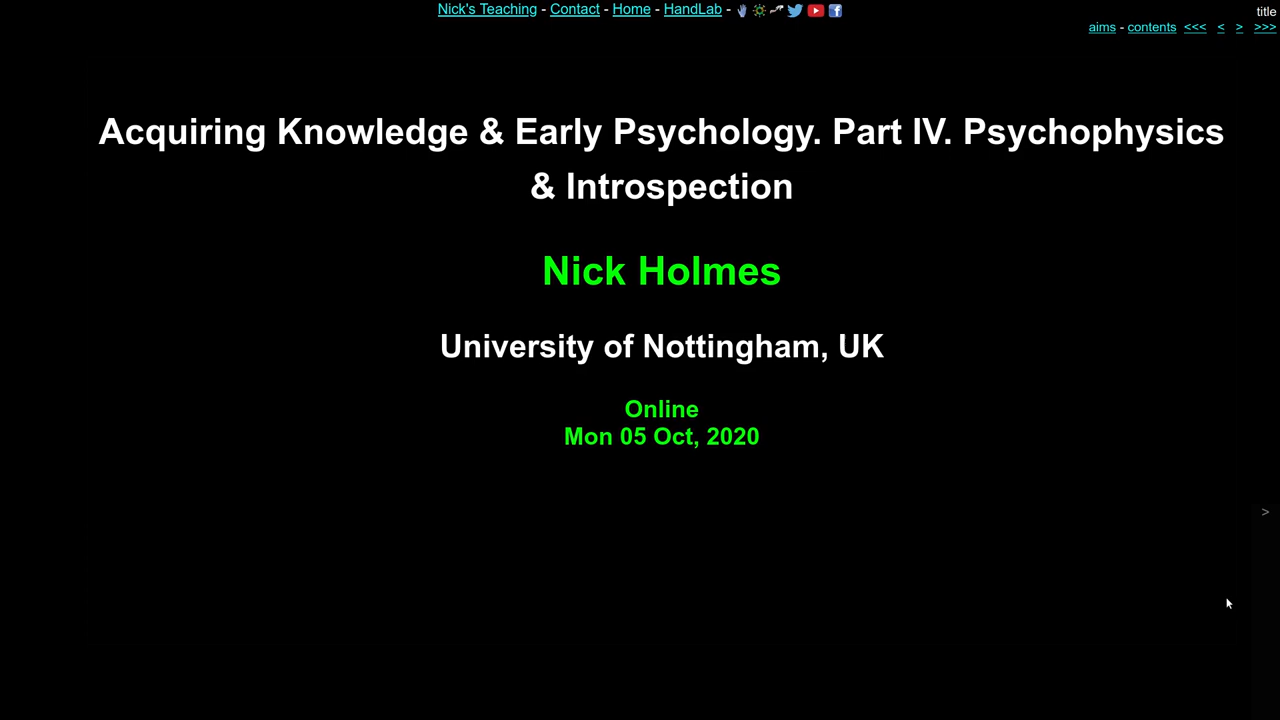 Nick's Teaching - Contact - Home - HandLab -
title
aims - contents <<< < > >>>
Acquiring Knowledge & Early Psychology. Part IV. Psychophysics
& Introspection
Nick Holmes
University of Nottingham, UK
Online
Mon 05 Oct, 2020
>